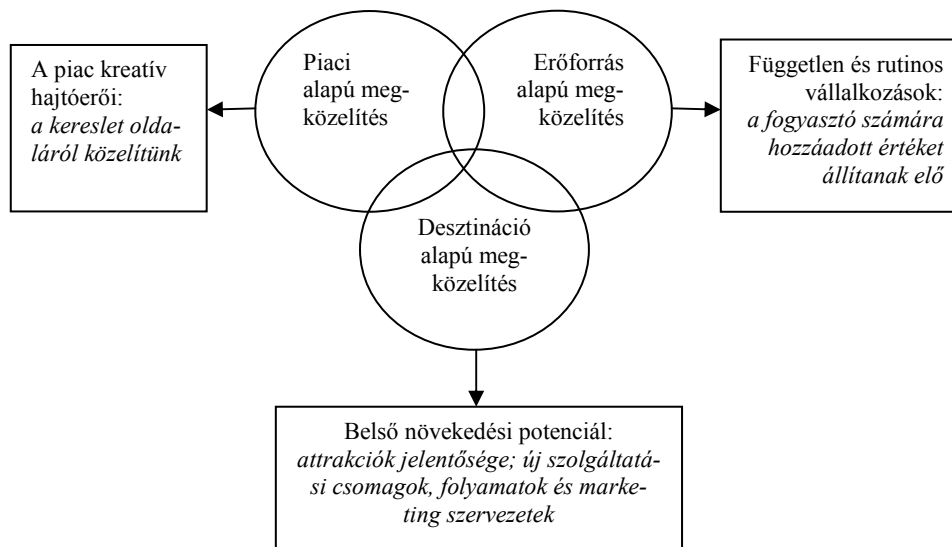 A piac kreatív
hajtóerői:
a kereslet olda-
láról közelítünk
Piaci
alapú meg-
közelítés
Erőforrás
alapú meg-
közelítés
Független és rutinos
vállalkozások:
a fogyasztó számára
hozzáadott értéket
állítanak elő
Desztináció
alapú meg-
közelítés
Belső növekedési potenciál:
attrakciók jelentősége; új szolgáltatá-
si csomagok, folyamatok és marke-
ting szervezetek